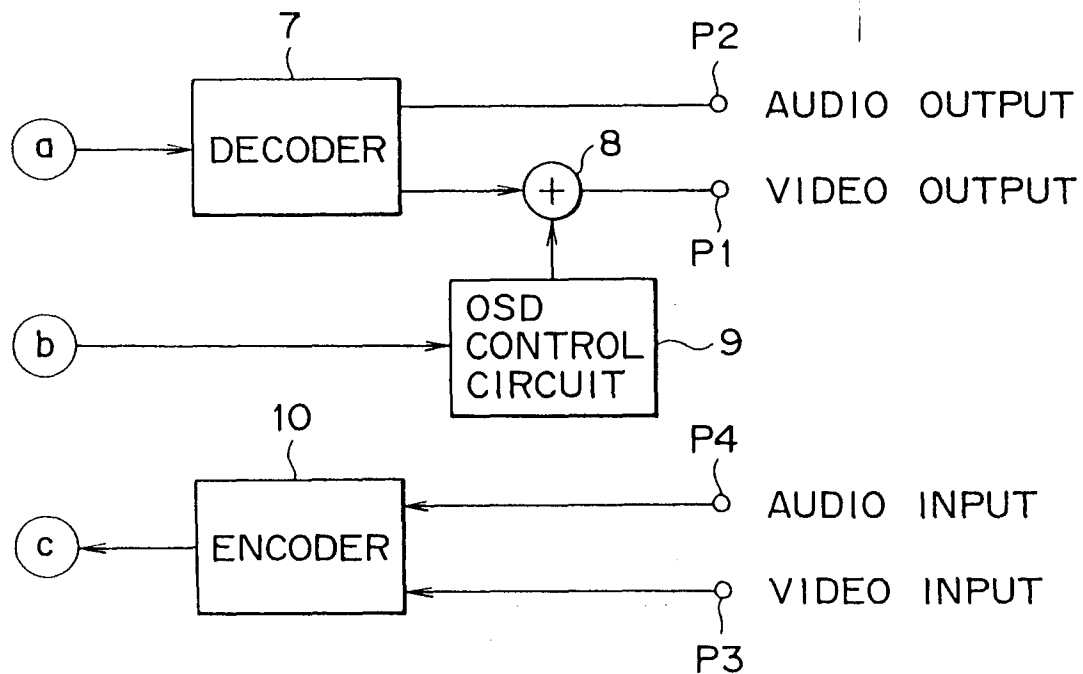 7
P2
a
DECODER
AUDIO OUTPUT
8
+
VIDEO OUTPUT
P1
b
OSD
CONTROL
CIRCUIT
9
10
P4
AUDIO INPUT
c
ENCODER
VIDEO INPUT
P3